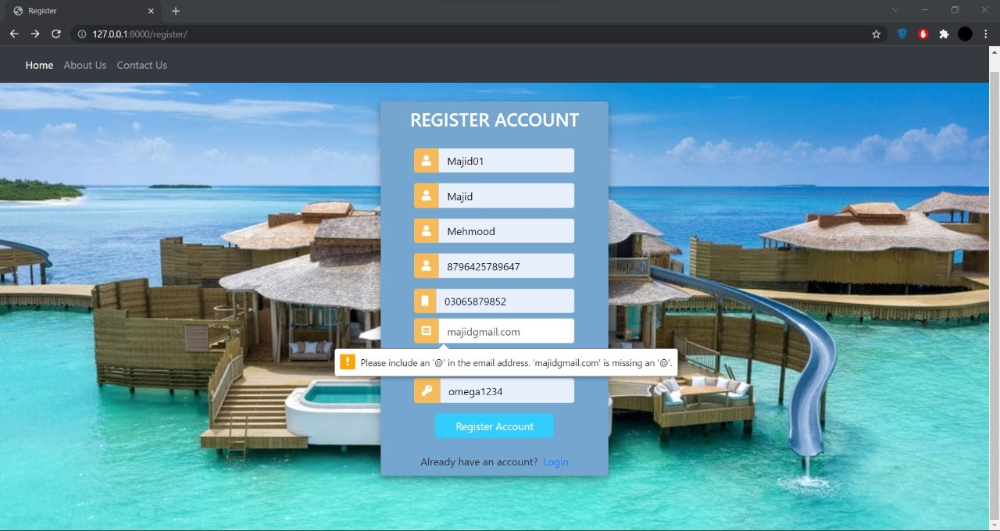 Register
127.0.0.1:8000/register/
Home About Us Contact Us
REGISTER ACCOUNT
Majid01
Majid
Mehmood
8796425789647
03065879852
majidgmail.com
Please include an '@' in the email address. 'majidgmail.com' is missing an '@'.
omega1234
Register Account
Already have an account? Login